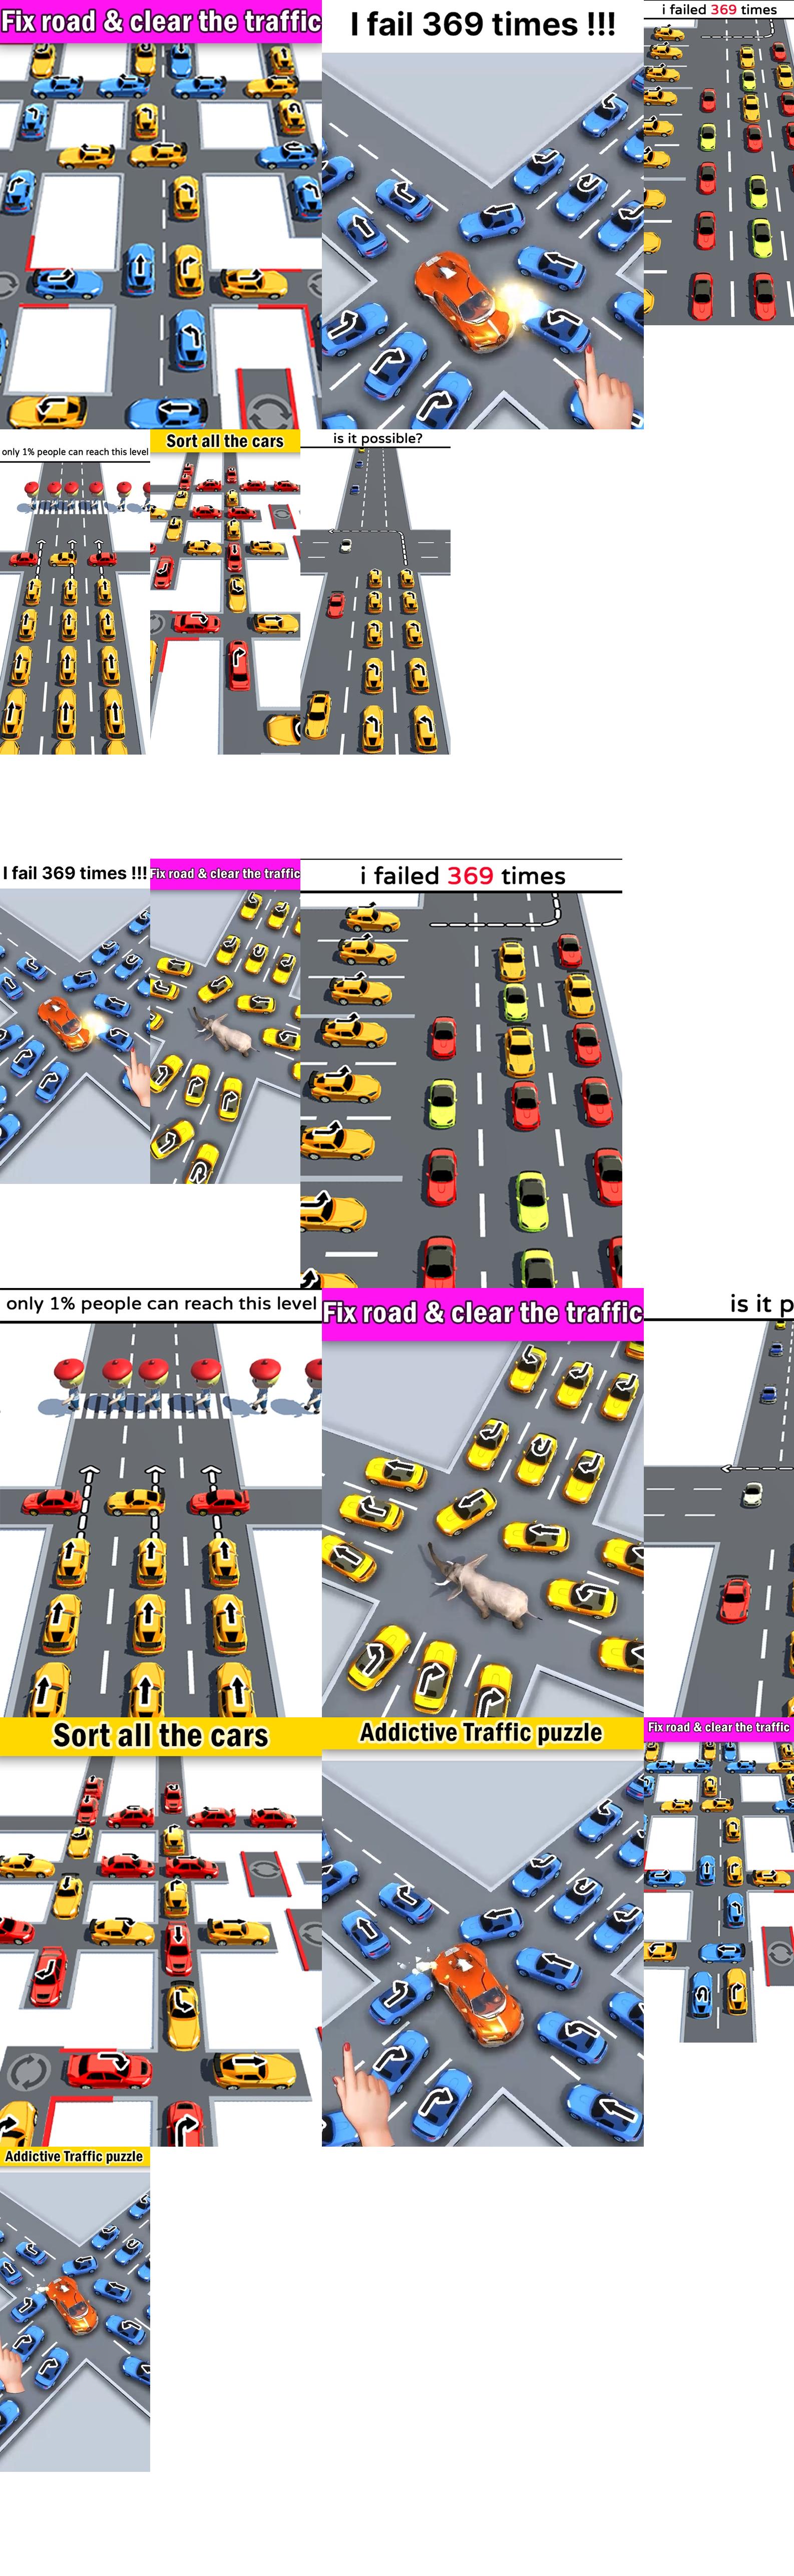 Fix road & clear the traffic
I fail 369 times !!!
i failed 369 times
only 1% people can reach this level
Sort all the cars
is it possible?
I fail 369 times !!!
Fix road & clear the traffic
i failed 369 times
only 1% people can reach this level
Fix road & clear the traffic
is it p
Sort all the cars
Addictive Traffic puzzle
Fix road & clear the traffic
Addictive Traffic puzzle